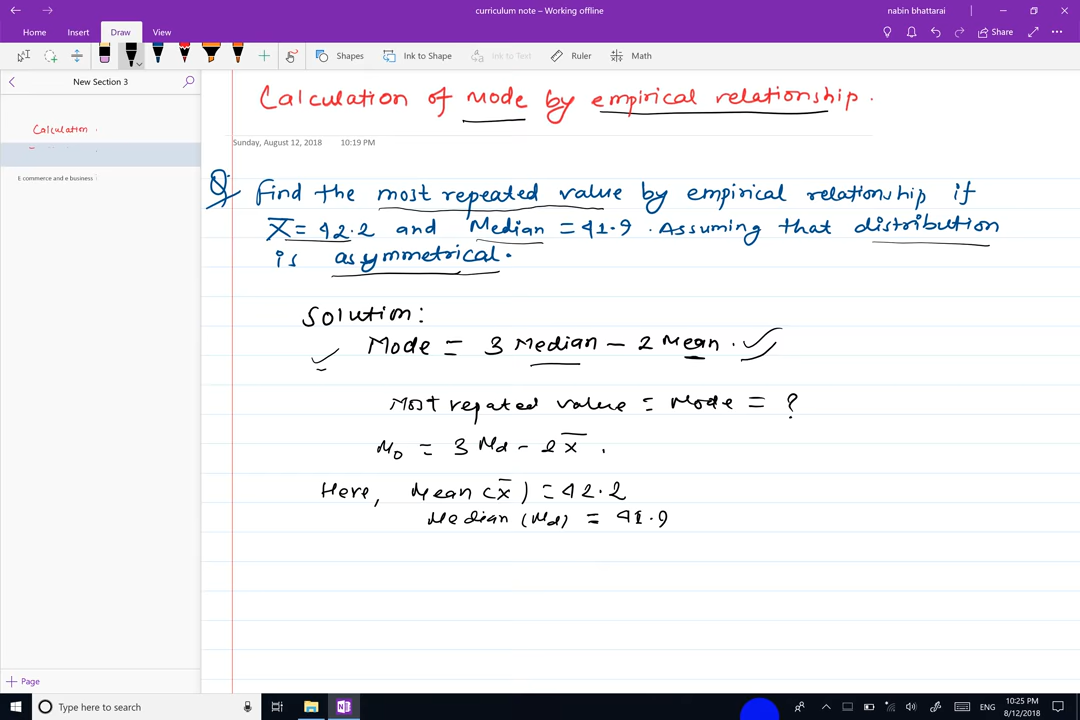 curriculum note – Working offline
nabin bhattarai
Home Insert Draw View
Share
Shapes Ink to Shape Ink to Text Ruler Math
New Section 3
Calculation
E commerce and e business
Calculation of mode by empirical relationship.
Sunday, August 12, 2018 10:19 PM
Q Find the most repeated value by empirical relationship if
X̅ = 42.2 and Median = 41.9. Assuming that distribution
is asymmetrical.
Solution:
Mode = 3 Median – 2 Mean.
Most repated value = Mode = ?
M₀ = 3 Md – 2 x̅ .
Here, Mean (x̅) = 42.2
Median (Md) = 41.9
Page
Type here to search
ENG
10:25 PM
8/12/2018